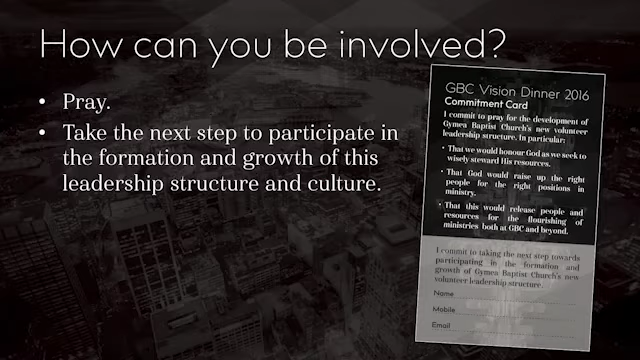 How can you be involved?
• Pray.
• Take the next step to participate in
the formation and growth of this
leadership structure and culture.
GBC Vision Dinner 2016
Commitment Card
I commit to pray for the development of
Gymea Baptist Church's new volunteer
leadership structure. In particular:
• That we would honour God as we seek to
wisely steward His resources.
• That God would raise up the right
people for the right positions in
ministry.
• That this would release people and
resources for the flourishing of
ministries both at GBC and beyond.
I commit to taking the next step towards
participating in the formation and
growth of Gymea Baptist Church's new
volunteer leadership structure.
Name
Mobile
Email